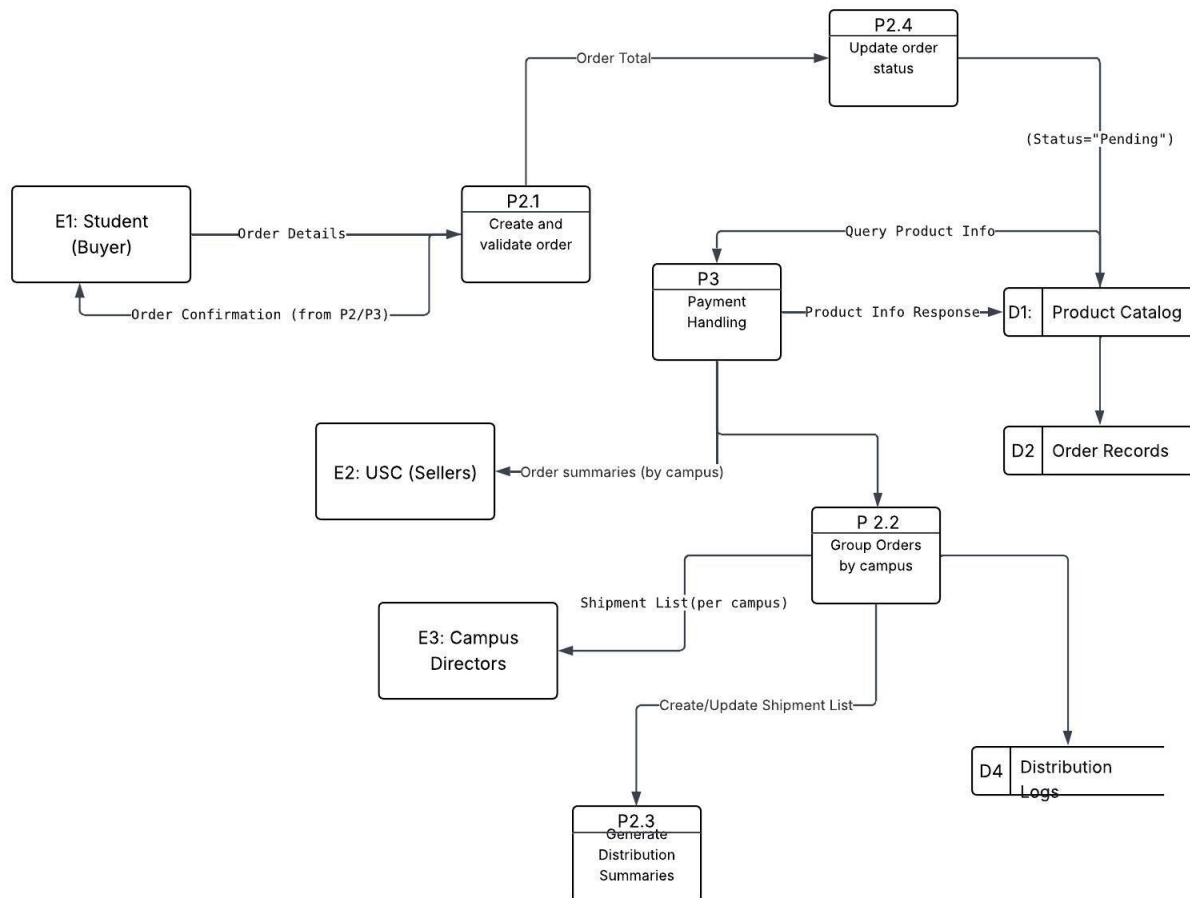 P2.4
Update order
status
Order Total
(Status="Pending")
E1: Student
(Buyer)
Order Details
P2.1
Create and
validate order
Order Confirmation (from P2/P3)
Query Product Info
P3
Payment
Handling
Product Info Response
D1:
Product Catalog
E2: USC (Sellers)
Order summaries (by campus)
D2
Order Records
P 2.2
Group Orders
by campus
Shipment List(per campus)
E3: Campus
Directors
Create/Update Shipment List
D4
Distribution
Logs
P2.3
Generate
Distribution
Summaries